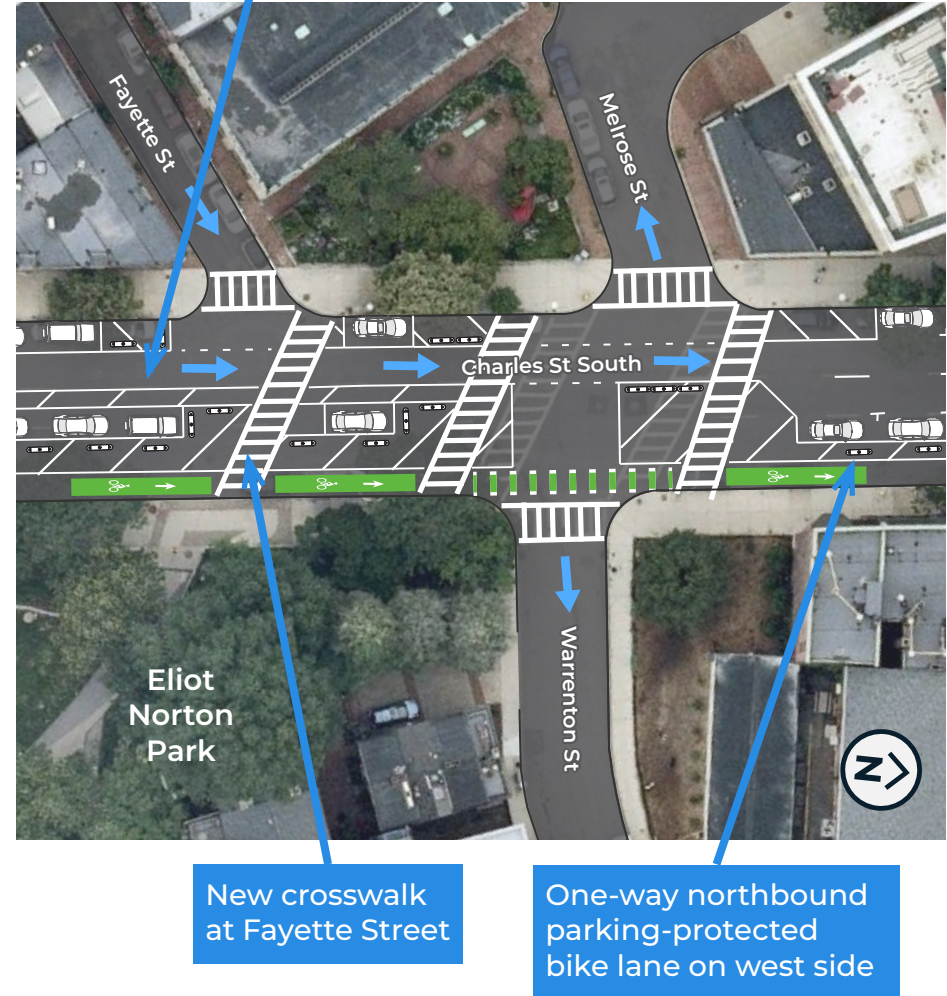 Fayette St
Melrose St
Charles St South
Warrenton St
Eliot
Norton
Park
N
New crosswalk
at Fayette Street
One-way northbound
parking-protected
bike lane on west side